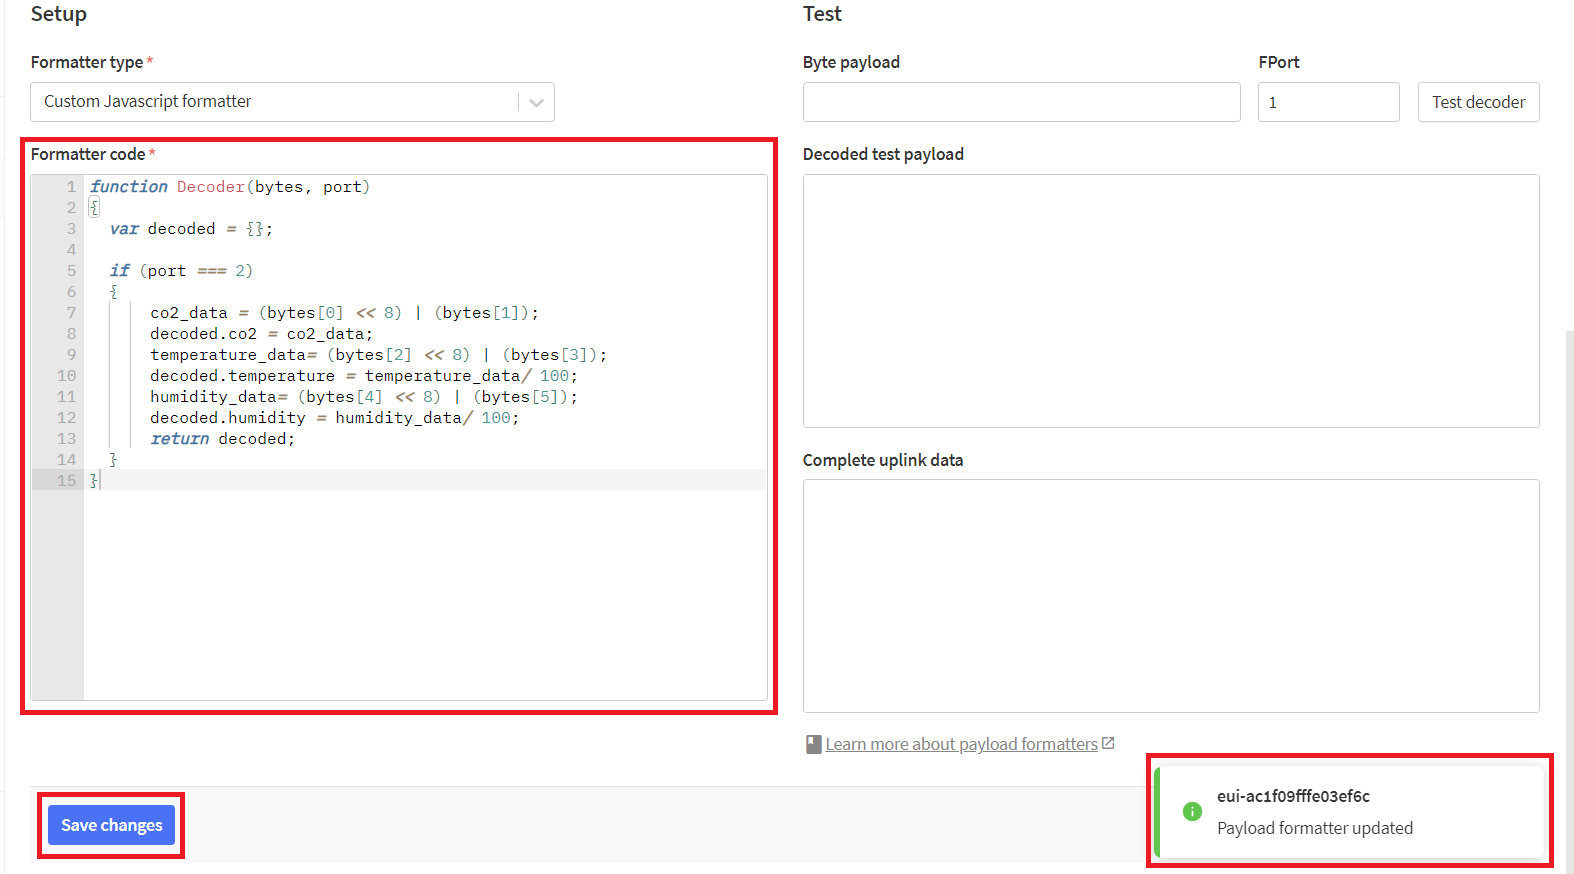 Setup
Formatter type *
Custom Javascript formatter
Formatter code *
1 function Decoder(bytes, port)
2 {
3   var decoded = {};
4
5   if (port === 2)
6   {
7       co2_data = (bytes[0] << 8) | (bytes[1]);
8       decoded.co2 = co2_data;
9       temperature_data= (bytes[2] << 8) | (bytes[3]);
10       decoded.temperature = temperature_data/ 100;
11       humidity_data= (bytes[4] << 8) | (bytes[5]);
12       decoded.humidity = humidity_data/ 100;
13       return decoded;
14   }
15 }
Save changes
Test
Byte payload
FPort
1
Test decoder
Decoded test payload
Complete uplink data
Learn more about payload formatters
eui-ac1f09fffe03ef6c
Payload formatter updated